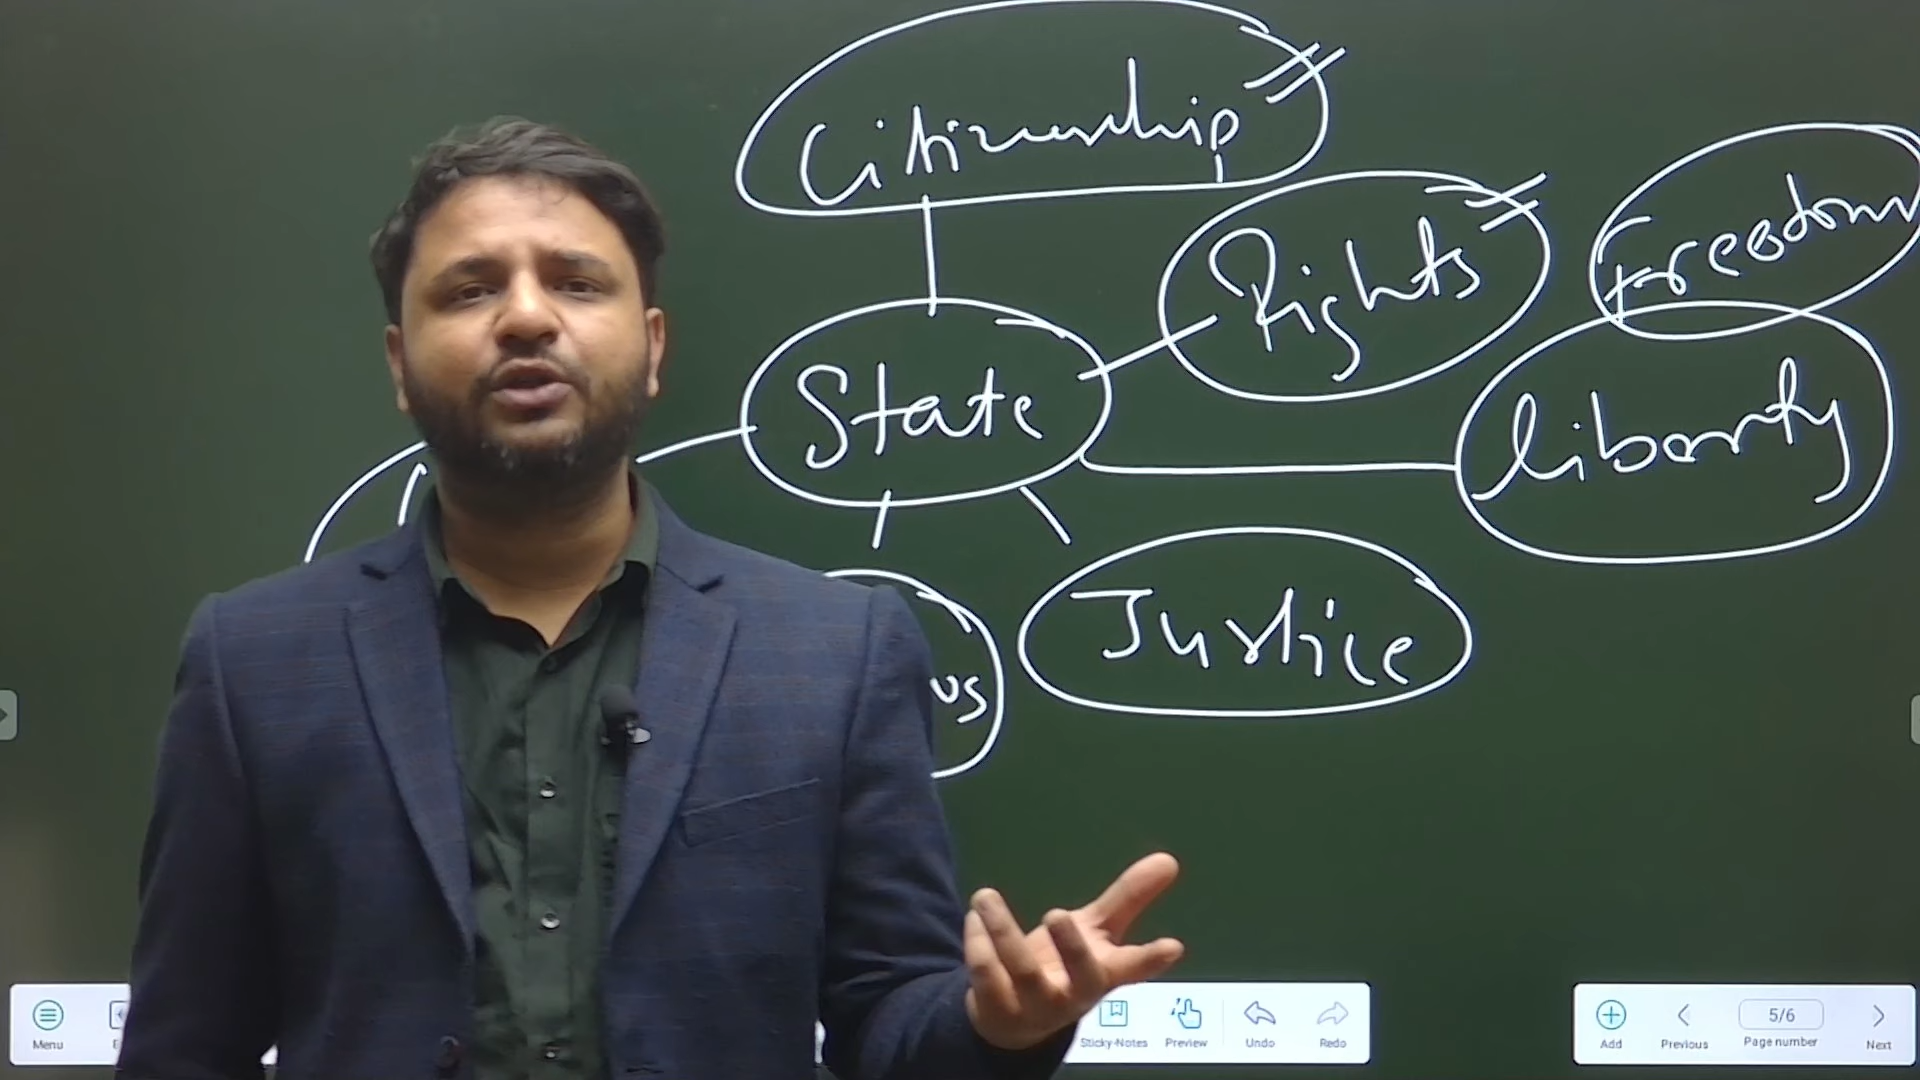 Citizenship
Rights
Freedom
State
liberty
Justice
Menu
Sticky-Notes
Preview
Undo
Redo
Add
Previous
5/6
Page number
Next